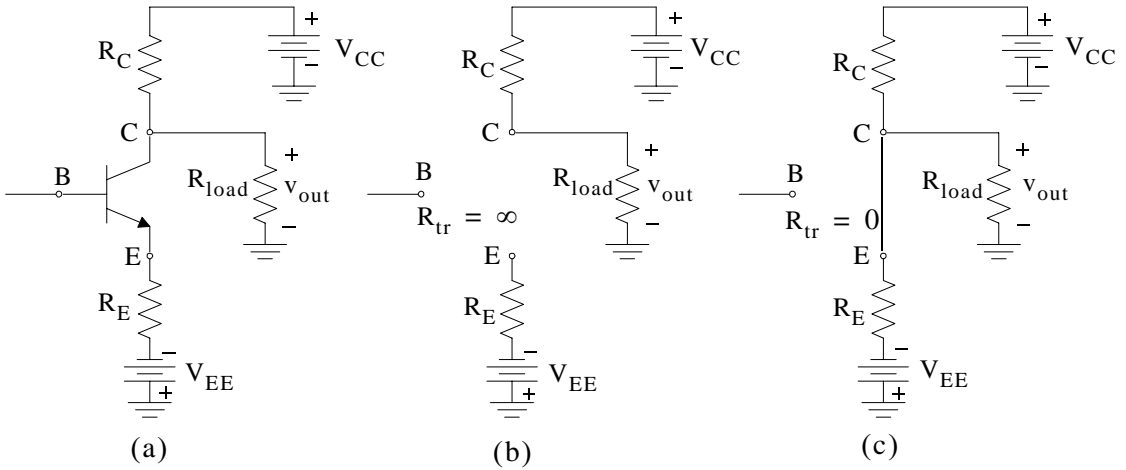 +
R_C
V_CC
−
C
+
B
R_load
v_out
−
E
R_E
−
V_EE
+
(a)
+
R_C
V_CC
−
C
+
B
R_load
v_out
R_tr = ∞
−
E
R_E
−
V_EE
+
(b)
+
R_C
V_CC
−
C
+
B
R_load
v_out
R_tr = 0
−
E
R_E
−
V_EE
+
(c)